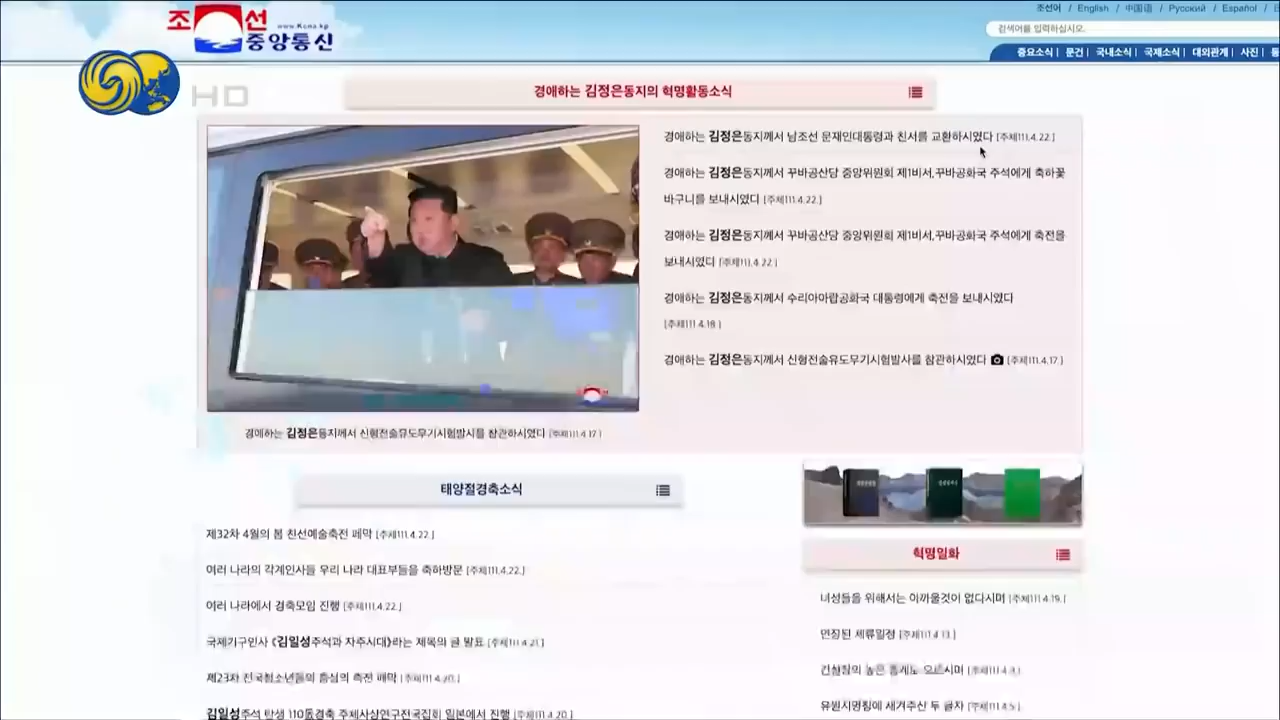 조선
www.kcna.kp
중앙통신
조선어 / English / 中国语 / Русский / Español /
검색어를 입력하십시오.
중요소식 | 문건 | 국내소식 | 국제소식 | 대외관계 | 사진 |
HD
경애하는 김정은동지의 혁명활동소식
경애하는 김정은동지께서 남조선 문재인대통령과 친서를 교환하시였다 [주체111.4.22.]
경애하는 김정은동지께서 꾸바공산당 중앙위원회 제1비서, 꾸바공화국 주석에게 축하꽃
바구니를 보내시였다 [주체111.4.22.]
경애하는 김정은동지께서 꾸바공산당 중앙위원회 제1비서, 꾸바공화국 주석에게 축전을
보내시였다 [주체111.4.22.]
경애하는 김정은동지께서 수리아아랍공화국 대통령에게 축전을 보내시였다
[주체111.4.18.]
경애하는 김정은동지께서 신형전술유도무기시험발사를 참관하시였다 [주체111.4.17.]
경애하는 김정은동지께서 신형전술유도무기시험발사를 참관하시였다 [주체111.4.17.]
태양절경축소식
제32차 4월의 봄 친선예술축전 폐막 [주체111.4.22.]
여러 나라의 각계인사들 우리 나라 대표부들을 축하방문 [주체111.4.22.]
여러 나라에서 경축모임 진행 [주체111.4.22.]
국제기구인사 《김일성주석과 자주시대》라는 제목의 글 발표 [주체111.4.21.]
제23차 전국청소년들의 충성의 축전 폐막 [주체111.4.20.]
김일성주석 탄생 110돐경축 주체사상연구전국집회 일본에서 진행 [주체111.4.20.]
혁명일화
녀성들을 위해서는 아까울것이 없다시며 [주체111.4.19.]
연장된 체류일정 [주체111.4.13.]
건설장의 높은 층계도 오르시며 [주체111.4.9.]
유원지명칭에 새겨주신 두 글자 [주체111.4.5.]